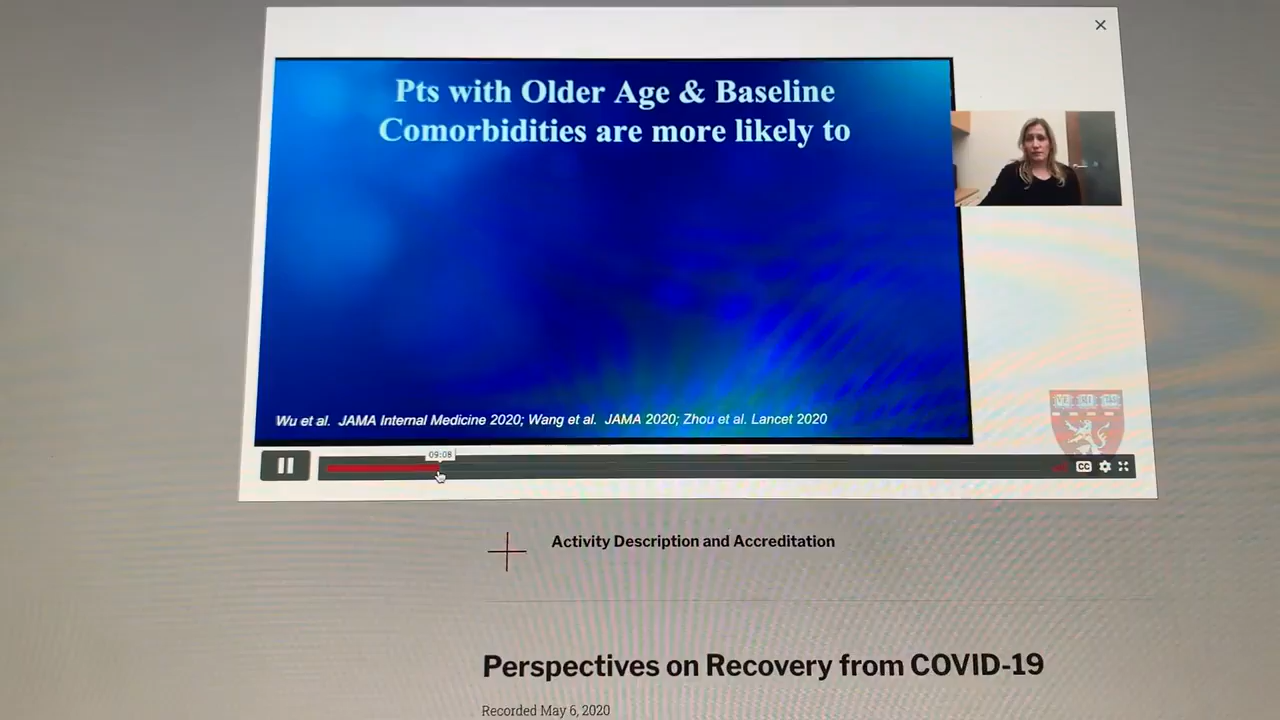 Pts with Older Age & Baseline
Comorbidities are more likely to
Wu et al. JAMA Internal Medicine 2020; Wang et al. JAMA 2020; Zhou et al. Lancet 2020
09:08
CC
Activity Description and Accreditation
Perspectives on Recovery from COVID-19
Recorded May 6, 2020